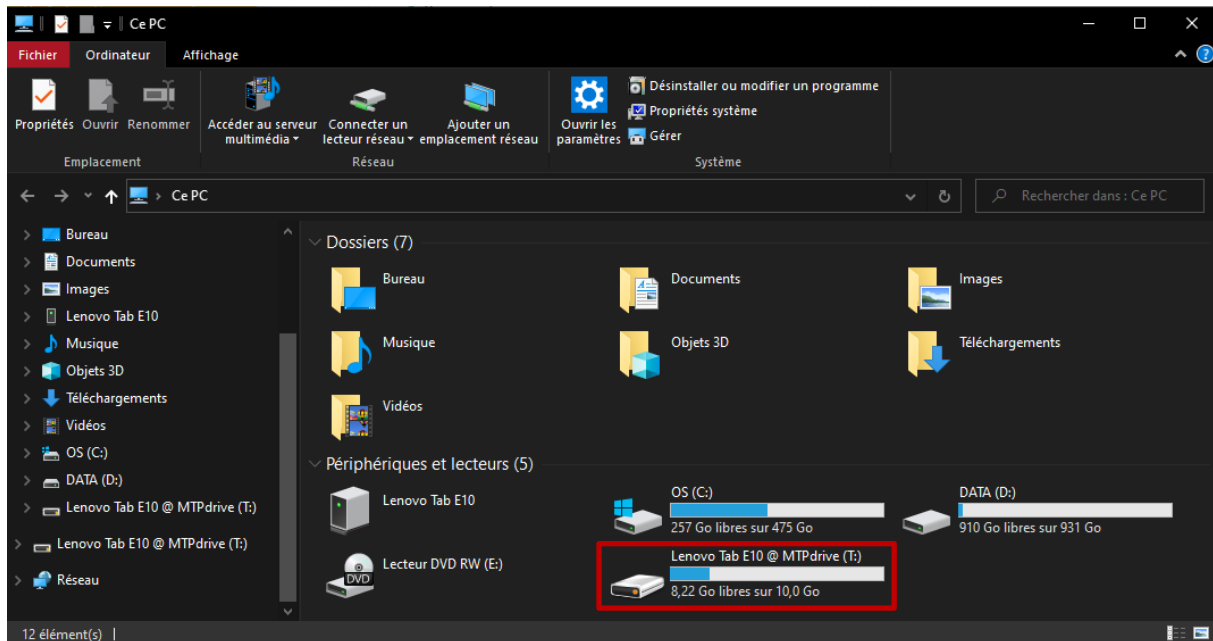 Ce PC
Fichier Ordinateur Affichage
Propriétés Ouvrir Renommer
Accéder au serveur multimédia
Connecter un lecteur réseau
Ajouter un emplacement réseau
Ouvrir les paramètres
Désinstaller ou modifier un programme
Propriétés système
Gérer
Emplacement Réseau Système
Ce PC
Rechercher dans : Ce PC
Bureau
Documents
Images
Lenovo Tab E10
Musique
Objets 3D
Téléchargements
Vidéos
OS (C:)
DATA (D:)
Lenovo Tab E10 @ MTPdrive (T:)
Lenovo Tab E10 @ MTPdrive (T:)
Réseau
Dossiers (7)
Bureau
Documents
Images
Musique
Objets 3D
Téléchargements
Vidéos
Périphériques et lecteurs (5)
Lenovo Tab E10
OS (C:)
257 Go libres sur 475 Go
DATA (D:)
910 Go libres sur 931 Go
Lecteur DVD RW (E:)
DVD
Lenovo Tab E10 @ MTPdrive (T:)
8,22 Go libres sur 10,0 Go
12 élément(s)